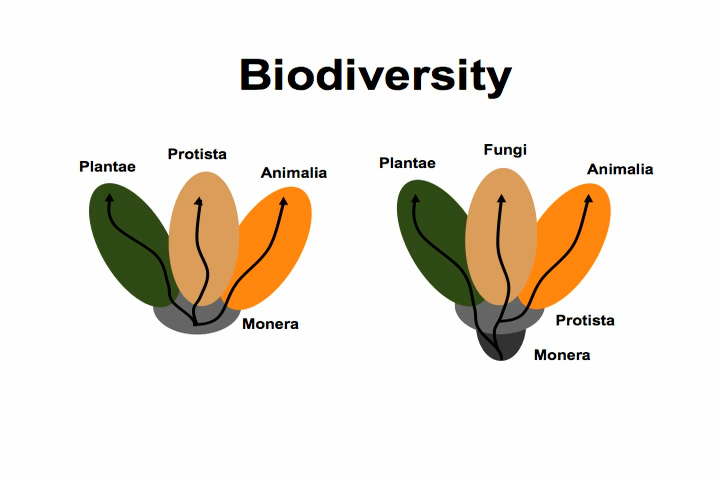 Biodiversity
Plantae
Protista
Animalia
Monera
Plantae
Fungi
Animalia
Protista
Monera